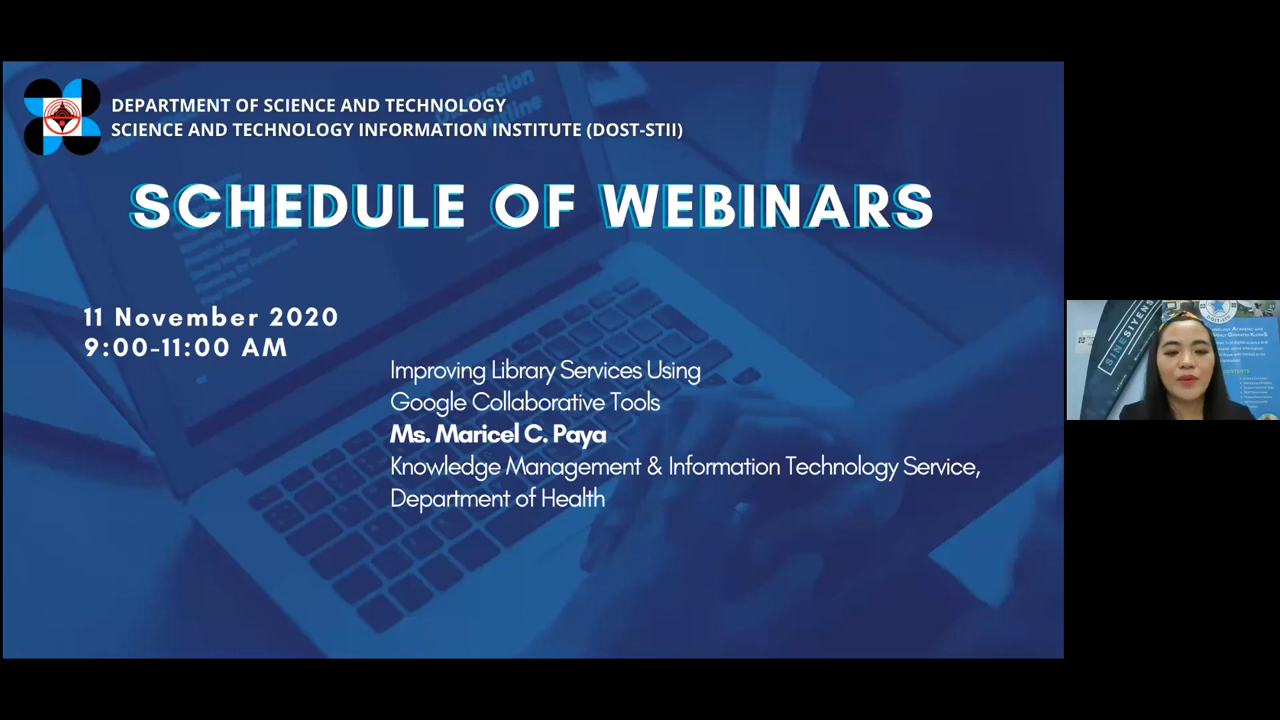 DEPARTMENT OF SCIENCE AND TECHNOLOGY
SCIENCE AND TECHNOLOGY INFORMATION INSTITUTE (DOST-STII)
SCHEDULE OF WEBINARS
11 November 2020
9:00-11:00 AM
Improving Library Services Using
Google Collaborative Tools
Ms. Maricel C. Paya
Knowledge Management & Information Technology Service,
Department of Health
SINESIYENSYA